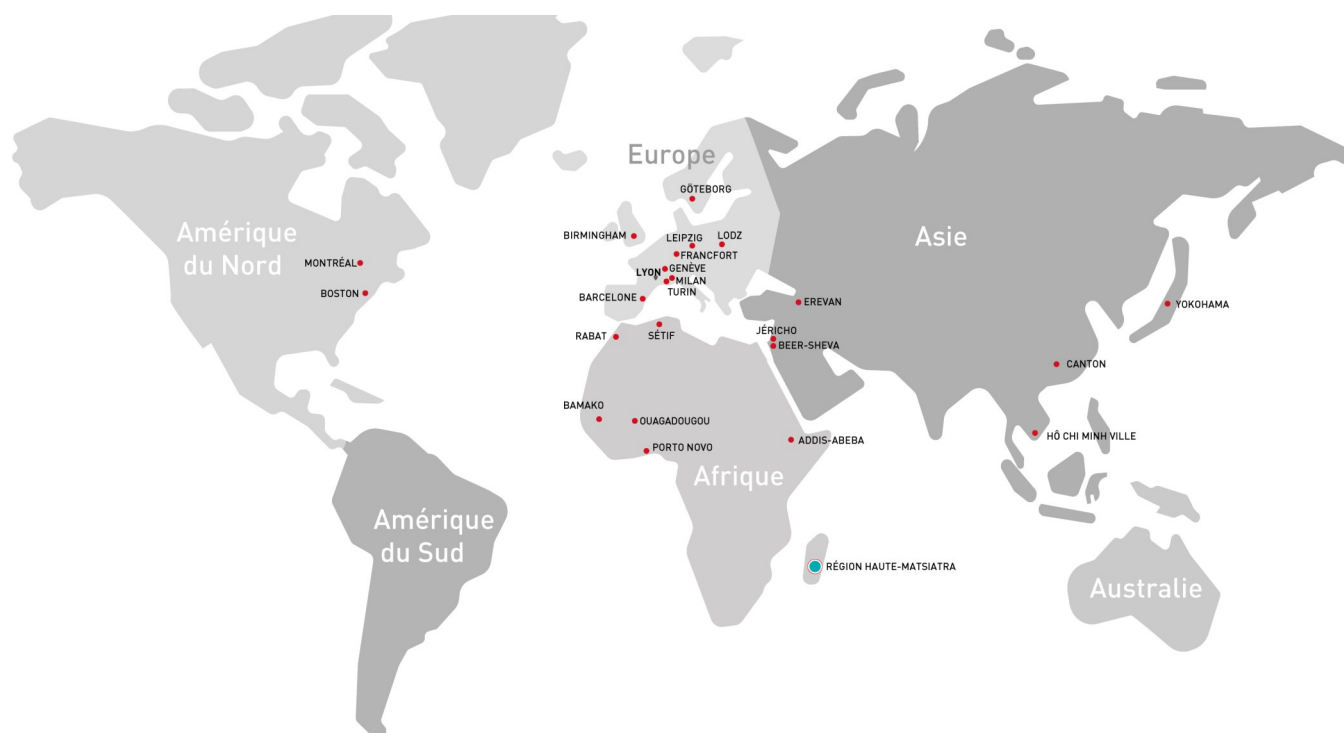 Europe
GÖTEBORG
BIRMINGHAM
LEIPZIG
LODZ
FRANCFORT
LYON
GENÈVE
MILAN
TURIN
BARCELONE
Amérique
du Nord
MONTRÉAL
BOSTON
Asie
EREVAN
YOKOHAMA
JÉRICHO
BEER-SHEVA
CANTON
HÔ CHI MINH VILLE
RABAT
SÉTIF
BAMAKO
OUAGADOUGOU
PORTO NOVO
ADDIS-ABEBA
Afrique
Amérique
du Sud
RÉGION HAUTE-MATSIATRA
Australie